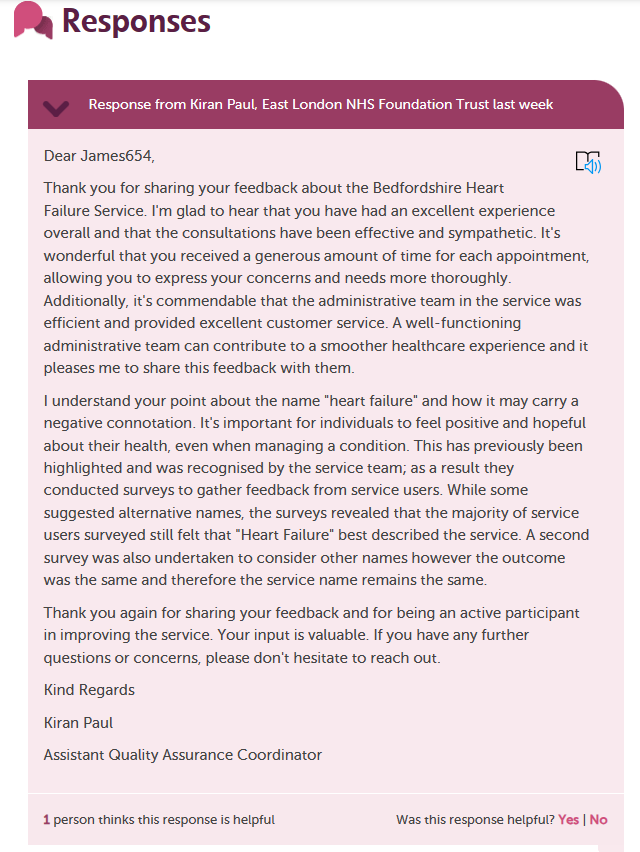 Responses
Response from Kiran Paul, East London NHS Foundation Trust last week
Dear James654,
Thank you for sharing your feedback about the Bedfordshire Heart
Failure Service. I'm glad to hear that you have had an excellent experience
overall and that the consultations have been effective and sympathetic. It's
wonderful that you received a generous amount of time for each appointment,
allowing you to express your concerns and needs more thoroughly.
Additionally, it's commendable that the administrative team in the service was
efficient and provided excellent customer service. A well-functioning
administrative team can contribute to a smoother healthcare experience and it
pleases me to share this feedback with them.
I understand your point about the name "heart failure" and how it may carry a
negative connotation. It's important for individuals to feel positive and hopeful
about their health, even when managing a condition. This has previously been
highlighted and was recognised by the service team; as a result they
conducted surveys to gather feedback from service users. While some
suggested alternative names, the surveys revealed that the majority of service
users surveyed still felt that "Heart Failure" best described the service. A second
survey was also undertaken to consider other names however the outcome
was the same and therefore the service name remains the same.
Thank you again for sharing your feedback and for being an active participant
in improving the service. Your input is valuable. If you have any further
questions or concerns, please don't hesitate to reach out.
Kind Regards
Kiran Paul
Assistant Quality Assurance Coordinator
1 person thinks this response is helpful
Was this response helpful? Yes | No